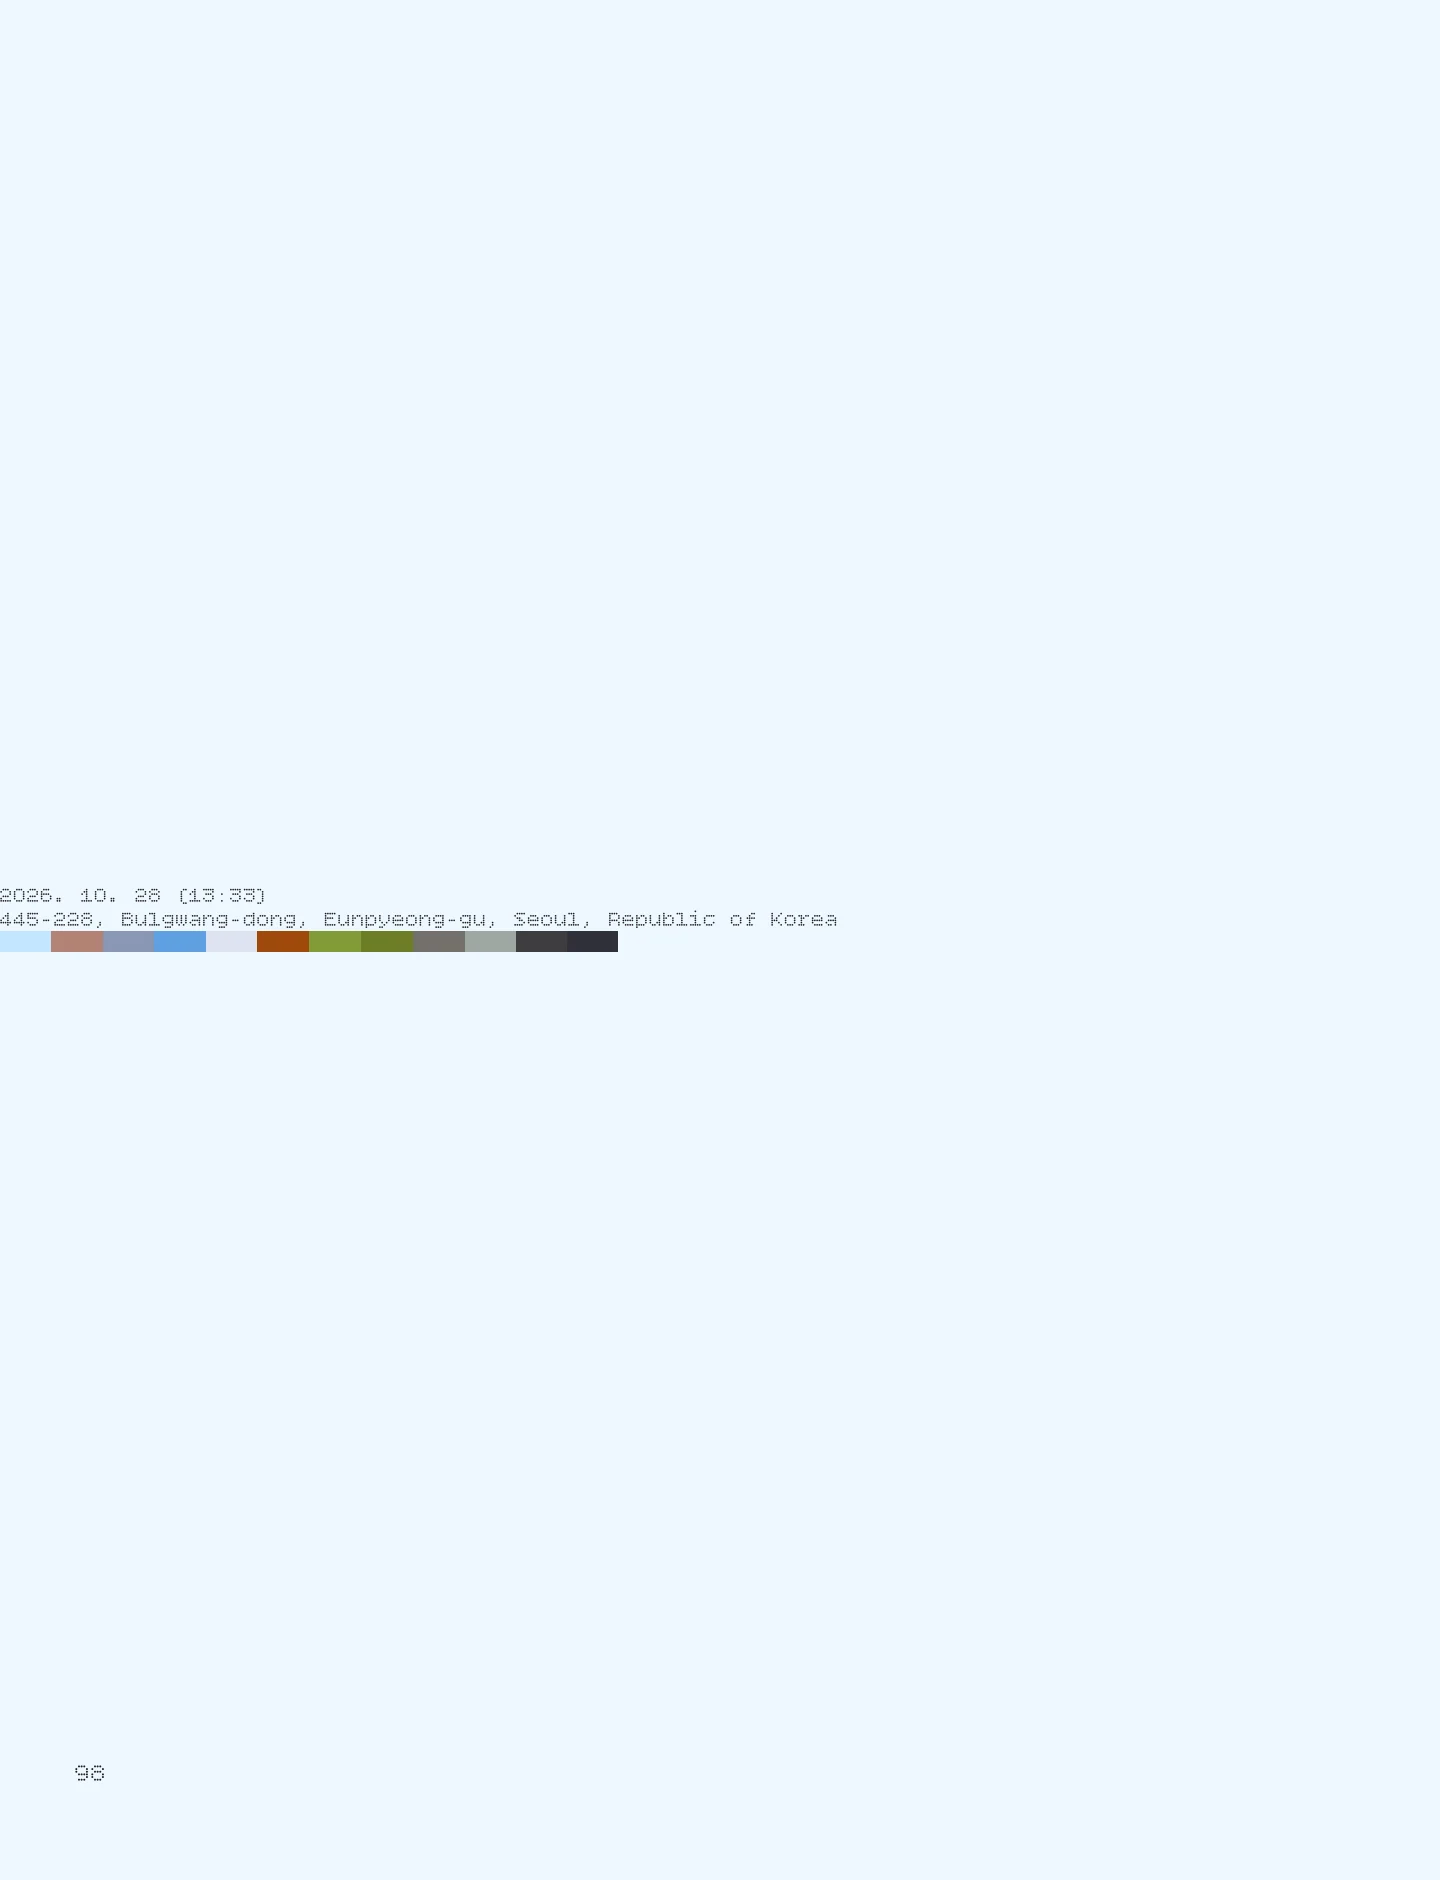 2026. 10. 28 (13:33)
445-228, Bulgwang-dong, Eunpyeong-gu, Seoul, Republic of Korea
98